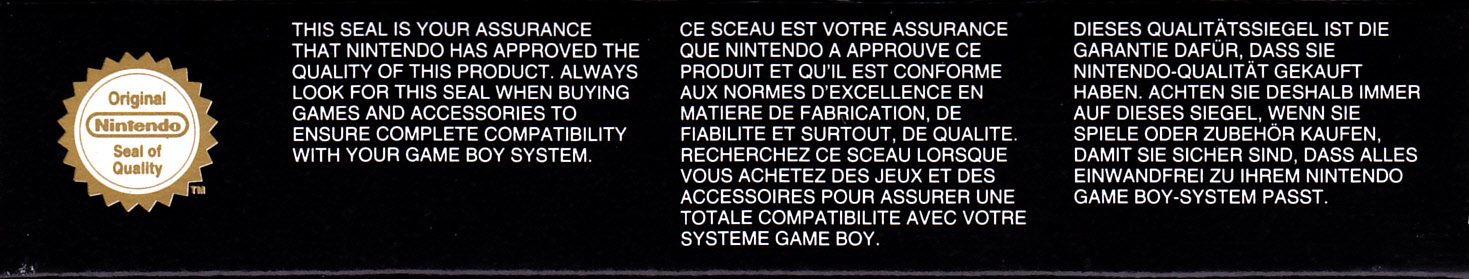 Original
Nintendo
Seal of
Quality
TM
THIS SEAL IS YOUR ASSURANCE
THAT NINTENDO HAS APPROVED THE
QUALITY OF THIS PRODUCT. ALWAYS
LOOK FOR THIS SEAL WHEN BUYING
GAMES AND ACCESSORIES TO
ENSURE COMPLETE COMPATIBILITY
WITH YOUR GAME BOY SYSTEM.
CE SCEAU EST VOTRE ASSURANCE
QUE NINTENDO A APPROUVE CE
PRODUIT ET QU'IL EST CONFORME
AUX NORMES D'EXCELLENCE EN
MATIERE DE FABRICATION, DE
FIABILITE ET SURTOUT, DE QUALITE.
RECHERCHEZ CE SCEAU LORSQUE
VOUS ACHETEZ DES JEUX ET DES
ACCESSOIRES POUR ASSURER UNE
TOTALE COMPATIBILITE AVEC VOTRE
SYSTEME GAME BOY.
DIESES QUALITÄTSSIEGEL IST DIE
GARANTIE DAFÜR, DASS SIE
NINTENDO-QUALITÄT GEKAUFT
HABEN. ACHTEN SIE DESHALB IMMER
AUF DIESES SIEGEL, WENN SIE
SPIELE ODER ZUBEHÖR KAUFEN,
DAMIT SIE SICHER SIND, DASS ALLES
EINWANDFREI ZU IHREM NINTENDO
GAME BOY-SYSTEM PASST.